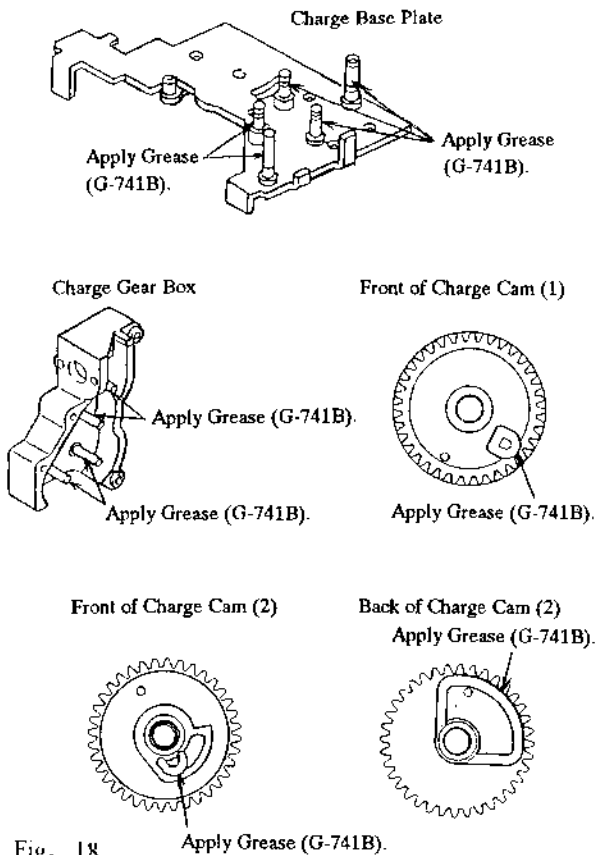 Charge Base Plate
Apply Grease
(G-741B).
Apply Grease
(G-741B).
Charge Gear Box
Front of Charge Cam (1)
Apply Grease (G-741B).
Apply Grease (G-741B).
Apply Grease (G-741B).
Front of Charge Cam (2)
Back of Charge Cam (2)
Apply Grease (G-741B).
Apply Grease (G-741B).
Fig. 18